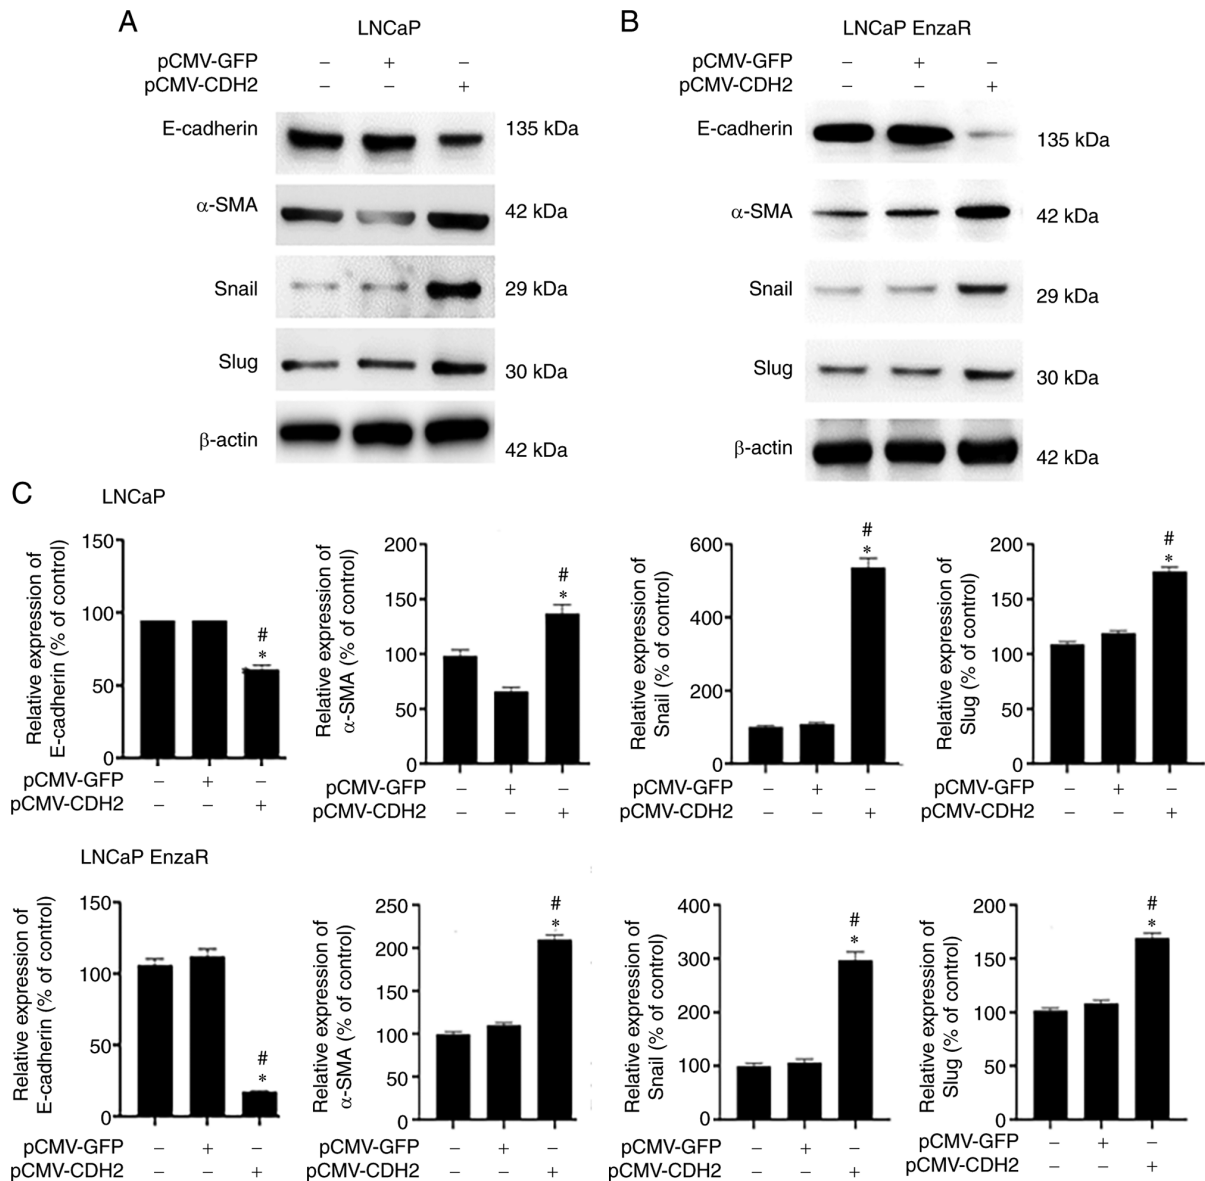 A
LNCaP
pCMV-GFP – + –
pCMV-CDH2 – – +
E-cadherin 135 kDa
α-SMA 42 kDa
Snail 29 kDa
Slug 30 kDa
β-actin 42 kDa
B
LNCaP EnzaR
pCMV-GFP – + –
pCMV-CDH2 – – +
E-cadherin 135 kDa
α-SMA 42 kDa
Snail 29 kDa
Slug 30 kDa
β-actin 42 kDa
C
LNCaP
Relative expression of
E-cadherin (% of control)
150
100
50
0
#
*
pCMV-GFP – + –
pCMV-CDH2 – – +
Relative expression of
α-SMA (% of control)
200
150
100
50
0
#
*
pCMV-GFP – + –
pCMV-CDH2 – – +
Relative expression of
Snail (% of control)
600
400
200
0
#
*
pCMV-GFP – + –
pCMV-CDH2 – – +
Relative expression of
Slug (% of control)
200
150
100
50
0
#
*
pCMV-GFP – + –
pCMV-CDH2 – – +
LNCaP EnzaR
Relative expression of
E-cadherin (% of control)
150
100
50
0
#
*
pCMV-GFP – + –
pCMV-CDH2 – – +
Relative expression of
α-SMA (% of control)
250
200
150
100
50
0
#
*
pCMV-GFP – + –
pCMV-CDH2 – – +
Relative expression of
Snail (% of control)
400
300
200
100
0
#
*
pCMV-GFP – + –
pCMV-CDH2 – – +
Relative expression of
Slug (% of control)
200
150
100
50
0
#
*
pCMV-GFP – + –
pCMV-CDH2 – – +